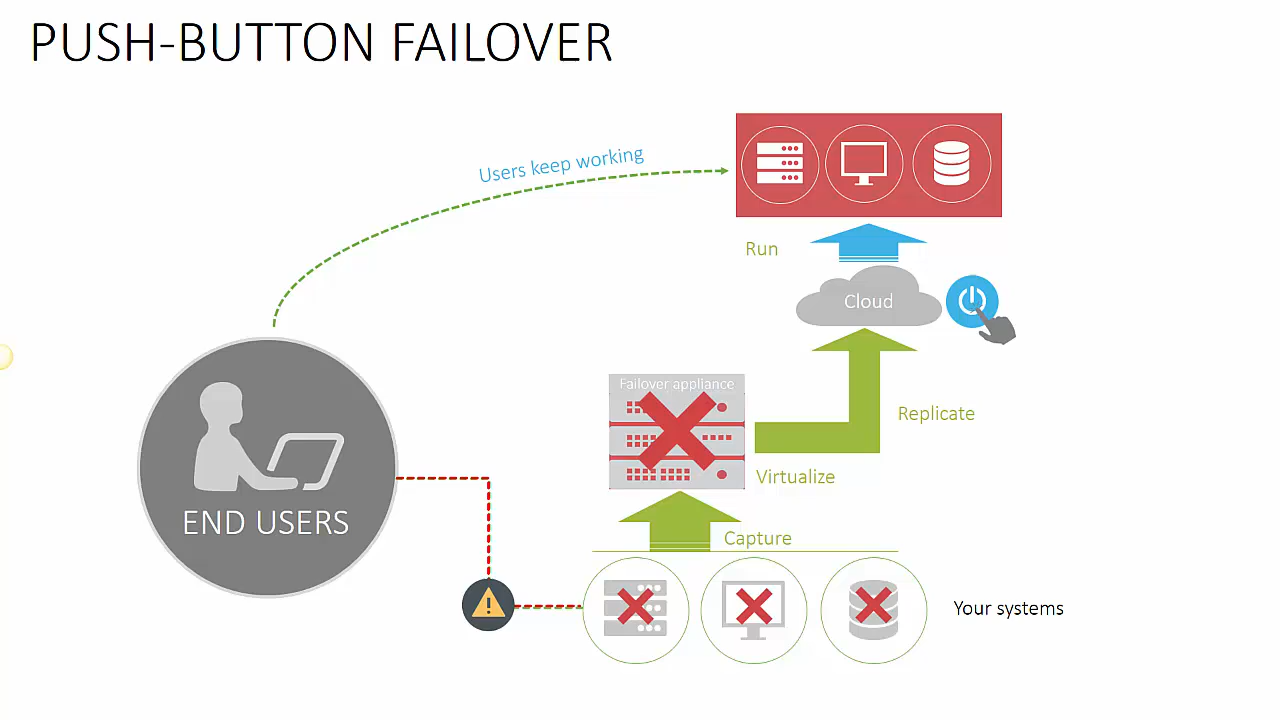 PUSH-BUTTON FAILOVER
Users keep working
Run
Cloud
Failover appliance
Replicate
Virtualize
END USERS
Capture
Your systems